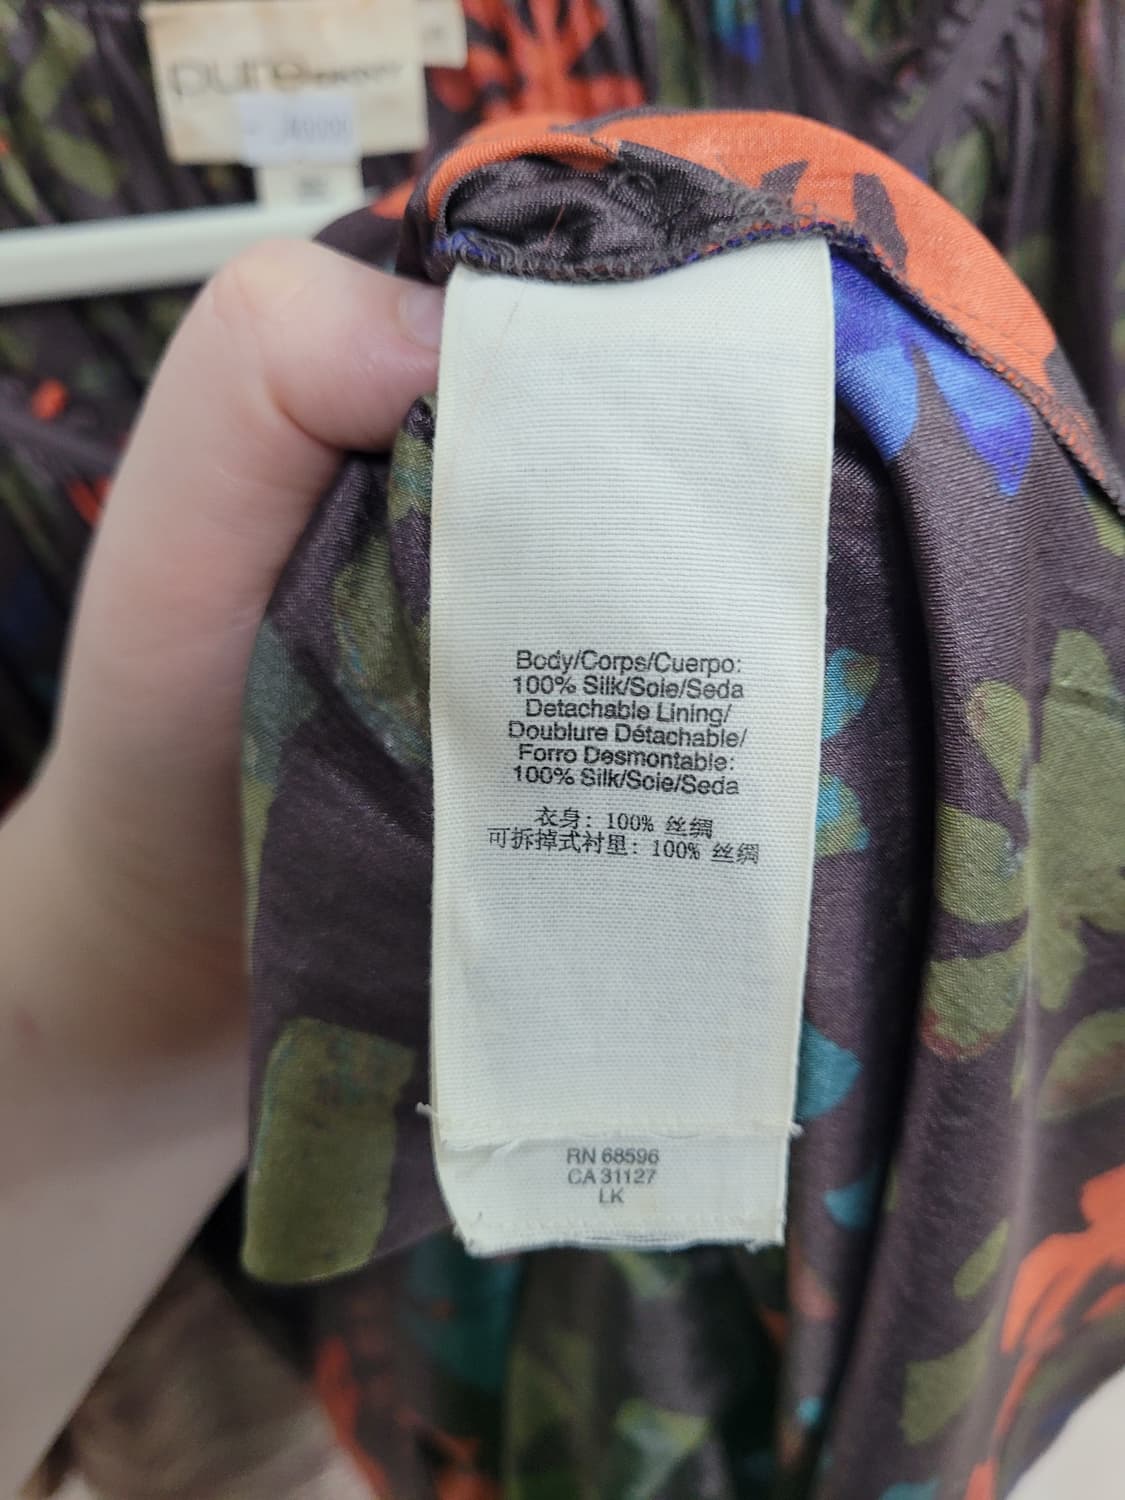 pure
Body/Corps/Cuerpo:
100% Silk/Soie/Seda
Detachable Lining/
Doublure Détachable/
Forro Desmontable:
100% Silk/Soie/Seda
衣身: 100% 丝绸
可拆掉式衬里: 100% 丝绸
RN 68596
CA 31127
LK